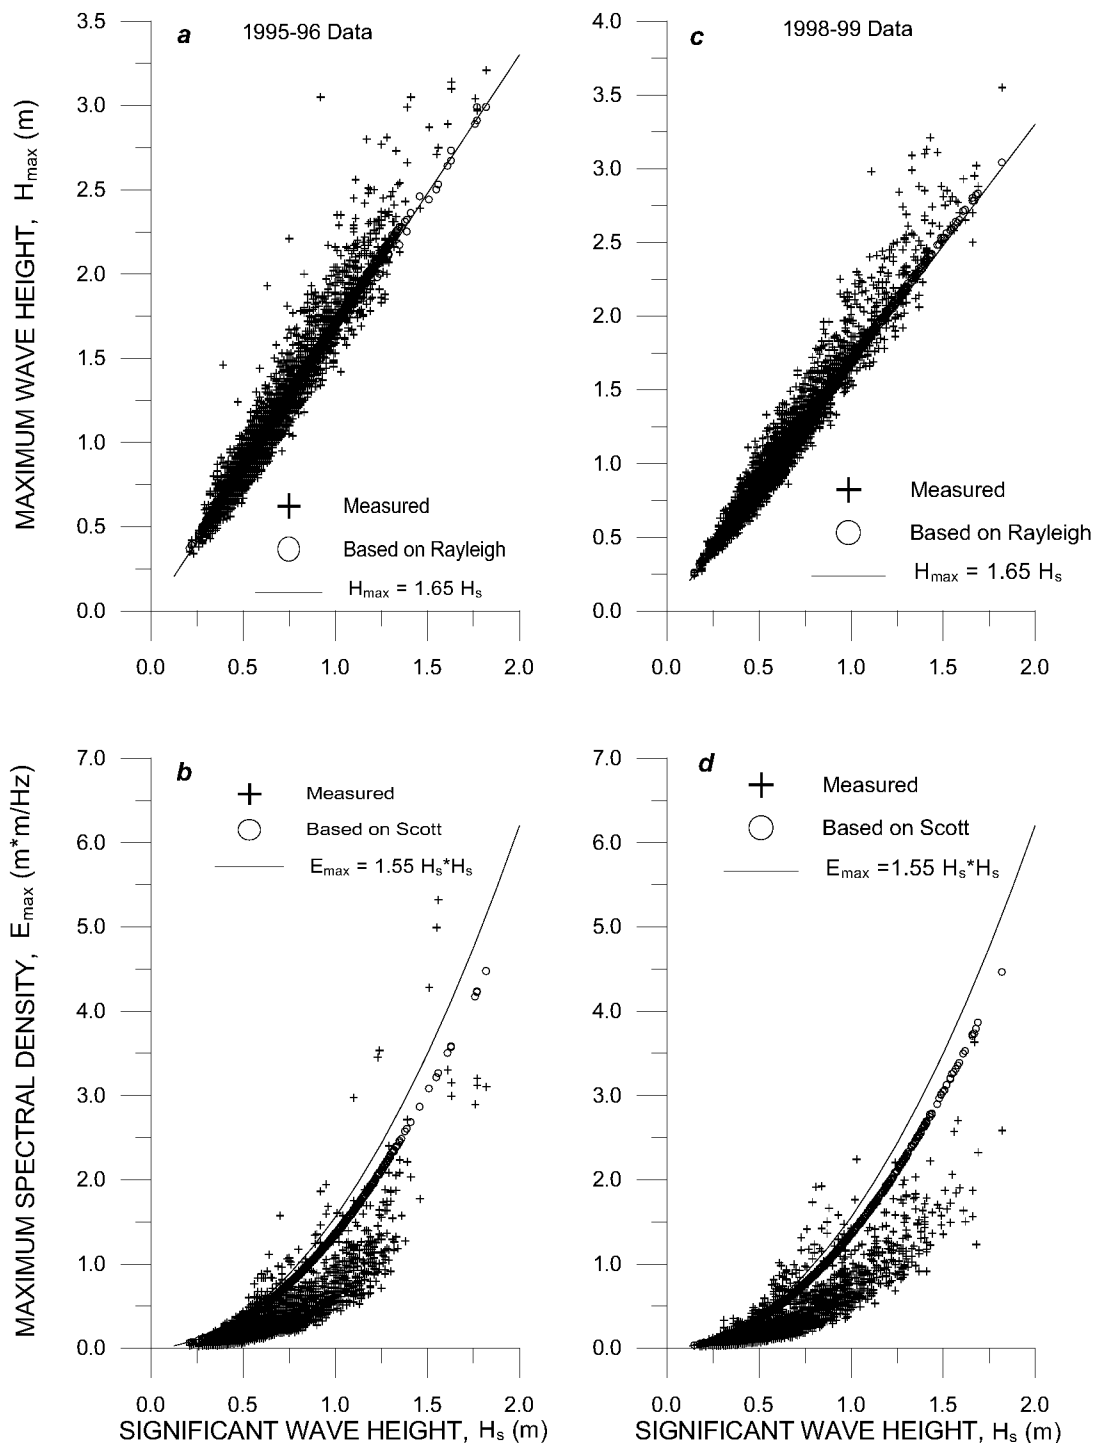 a 1995-96 Data
3.5
3.0
2.5
2.0
1.5
1.0
0.5
0.0
MAXIMUM WAVE HEIGHT, Hmax (m)
Measured
Based on Rayleigh
Hmax = 1.65 Hs
0.0 0.5 1.0 1.5 2.0
c 1998-99 Data
4.0
3.5
3.0
2.5
2.0
1.5
1.0
0.5
0.0
Measured
Based on Rayleigh
Hmax = 1.65 Hs
0.0 0.5 1.0 1.5 2.0
b
7.0
6.0
5.0
4.0
3.0
2.0
1.0
0.0
MAXIMUM SPECTRAL DENSITY, Emax (m*m/Hz)
Measured
Based on Scott
Emax = 1.55 Hs*Hs
0.0 0.5 1.0 1.5 2.0
SIGNIFICANT WAVE HEIGHT, Hs (m)
d
7.0
6.0
5.0
4.0
3.0
2.0
1.0
0.0
Measured
Based on Scott
Emax =1.55 Hs*Hs
0.0 0.5 1.0 1.5 2.0
SIGNIFICANT WAVE HEIGHT, Hs (m)